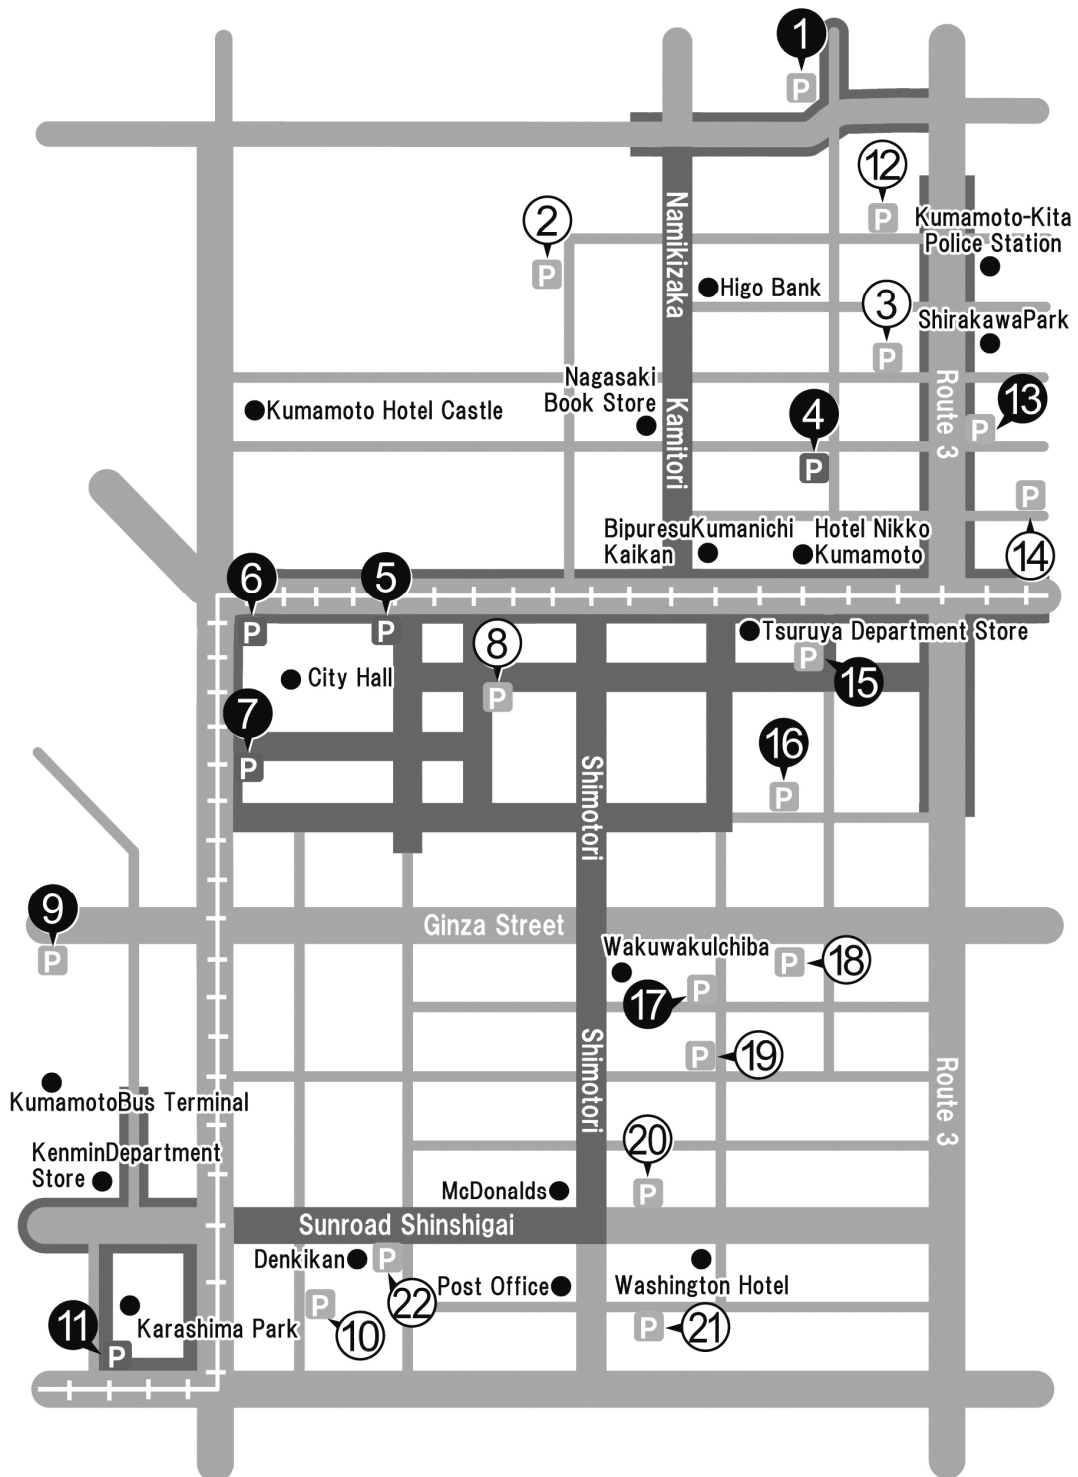 1
P
12
P
2
P
Namikizaka
Kumamoto-Kita
Police Station
Higo Bank
3
P
ShirakawaPark
Nagasaki
Book Store
Kumamoto Hotel Castle
Kamitori
4
P
Route 3
13
P
P
14
BipuresuKumanichi
Kaikan
Hotel Nikko
Kumamoto
6
P
5
P
8
P
Tsuruya Department Store
P
15
City Hall
7
P
16
P
Shimotori
9
P
Ginza Street
WakuwakuIchiba
P
18
17
P
P
19
Shimotori
Route 3
KumamotoBus Terminal
KenminDepartment
Store
20
P
McDonalds
Sunroad Shinshigai
Denkikan
P
22
Post Office
Washington Hotel
P
10
P
21
Karashima Park
11
P